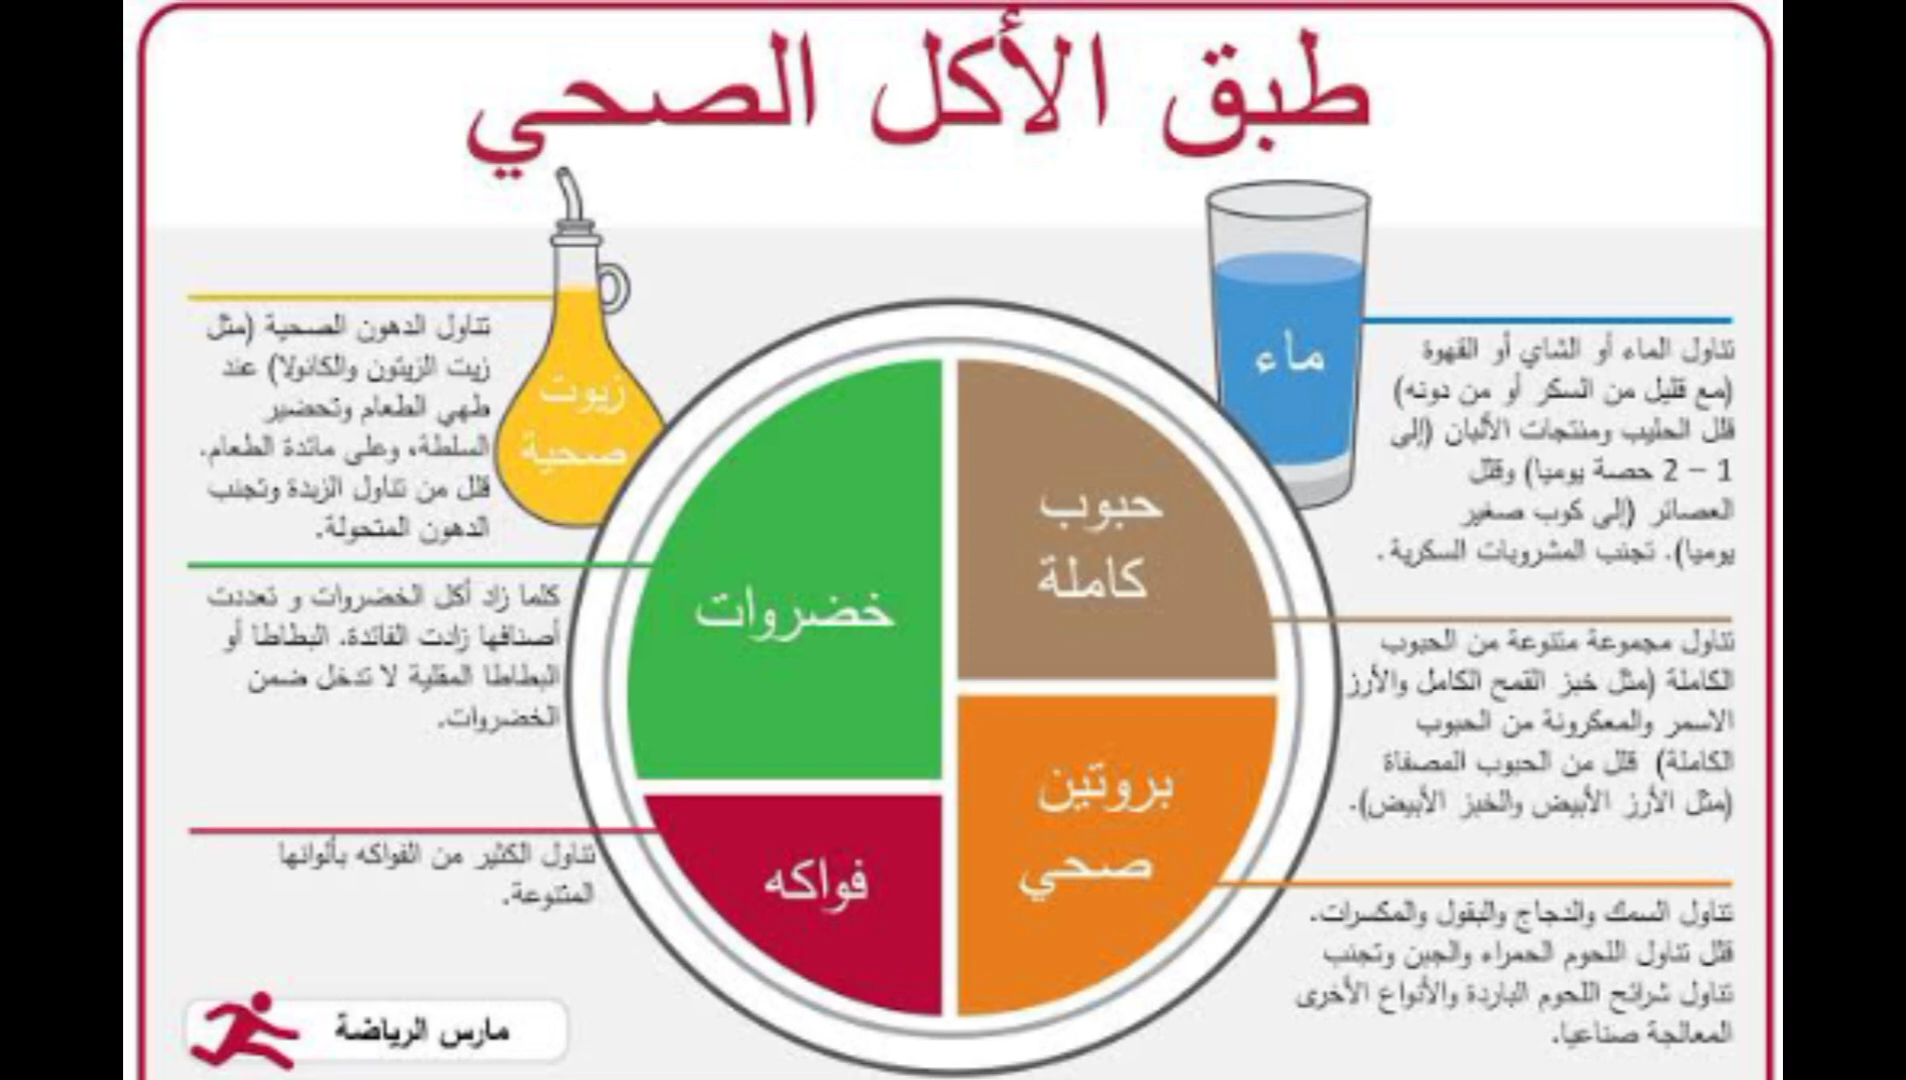 طبق الأكل الصحي
ماء
تناول الماء أو الشاي أو القهوة
(مع قليل من السكر أو من دونه)
قلل الحليب ومنتجات الألبان (إلى
1 – 2 حصة يوميا) وقلل
العصائر (إلى كوب صغير
يوميا). تجنب المشروبات السكرية.
زيوت
صحية
تناول الدهون الصحية (مثل
زيت الزيتون والكانولا) عند
طهي الطعام وتحضير
السلطة، وعلى مائدة الطعام.
قلل من تناول الزبدة وتجنب
الدهون المتحولة.
حبوب
كاملة
تناول مجموعة متنوعة من الحبوب
الكاملة (مثل خبز القمح الكامل والأرز
الاسمر والمعكرونة من الحبوب
الكاملة) قلل من الحبوب المصفاة
(مثل الأرز الأبيض والخبز الأبيض).
خضروات
كلما زاد أكل الخضروات و تعددت
أصنافها زادت الفائدة. البطاطا أو
البطاطا المقلية لا تدخل ضمن
الخضروات.
بروتين
صحي
تناول السمك والدجاج والبقول والمكسرات.
قلل تناول اللحوم الحمراء والجبن وتجنب
تناول شرائح اللحوم الباردة والأنواع الأخرى
المعالجة صناعيا.
فواكه
تناول الكثير من الفواكه بألوانها
المتنوعة.
مارس الرياضة